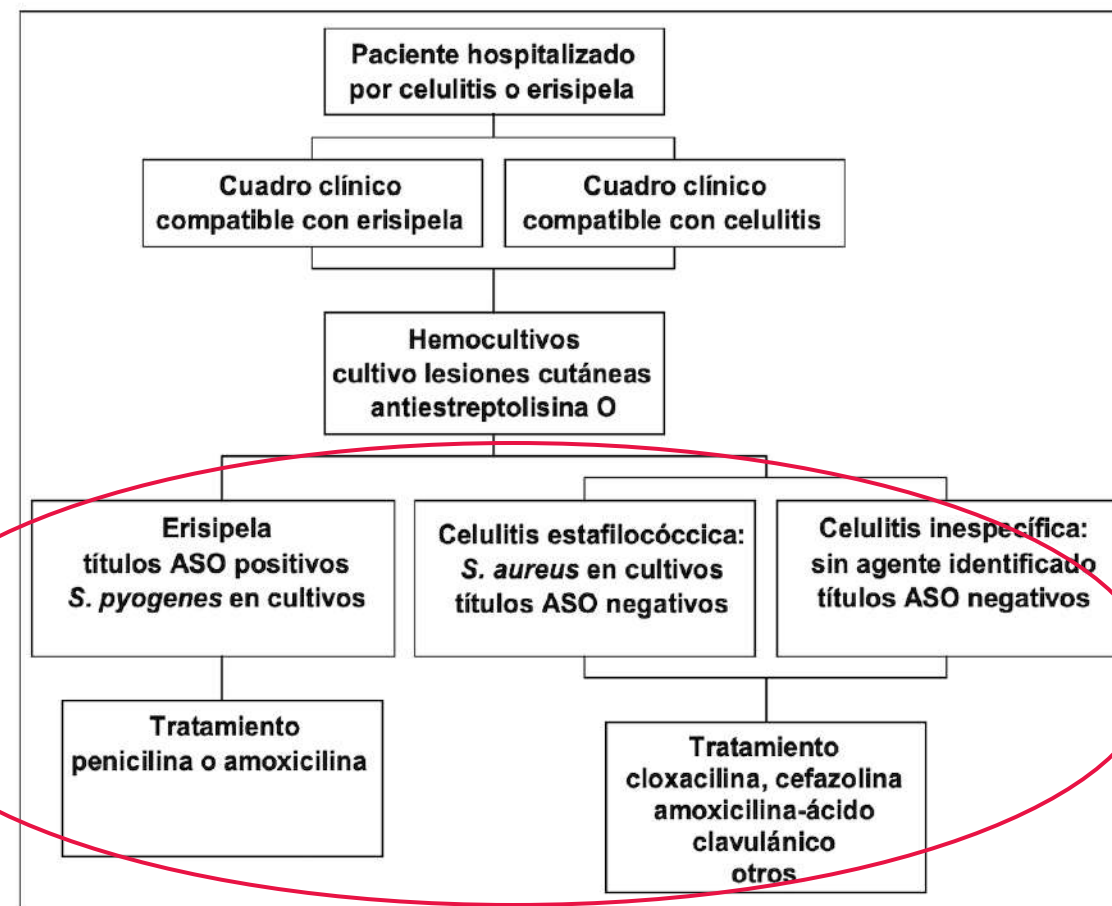 Paciente hospitalizado
por celulitis o erisipela
Cuadro clínico
compatible con erisipela
Cuadro clínico
compatible con celulitis
Hemocultivos
cultivo lesiones cutáneas
antiestreptolisina O
Erisipela
títulos ASO positivos
S. pyogenes en cultivos
Celulitis estafilocóccica:
S. aureus en cultivos
títulos ASO negativos
Celulitis inespecífica:
sin agente identificado
títulos ASO negativos
Tratamiento
penicilina o amoxicilina
Tratamiento
cloxacilina, cefazolina
amoxicilina-ácido
clavulánico
otros